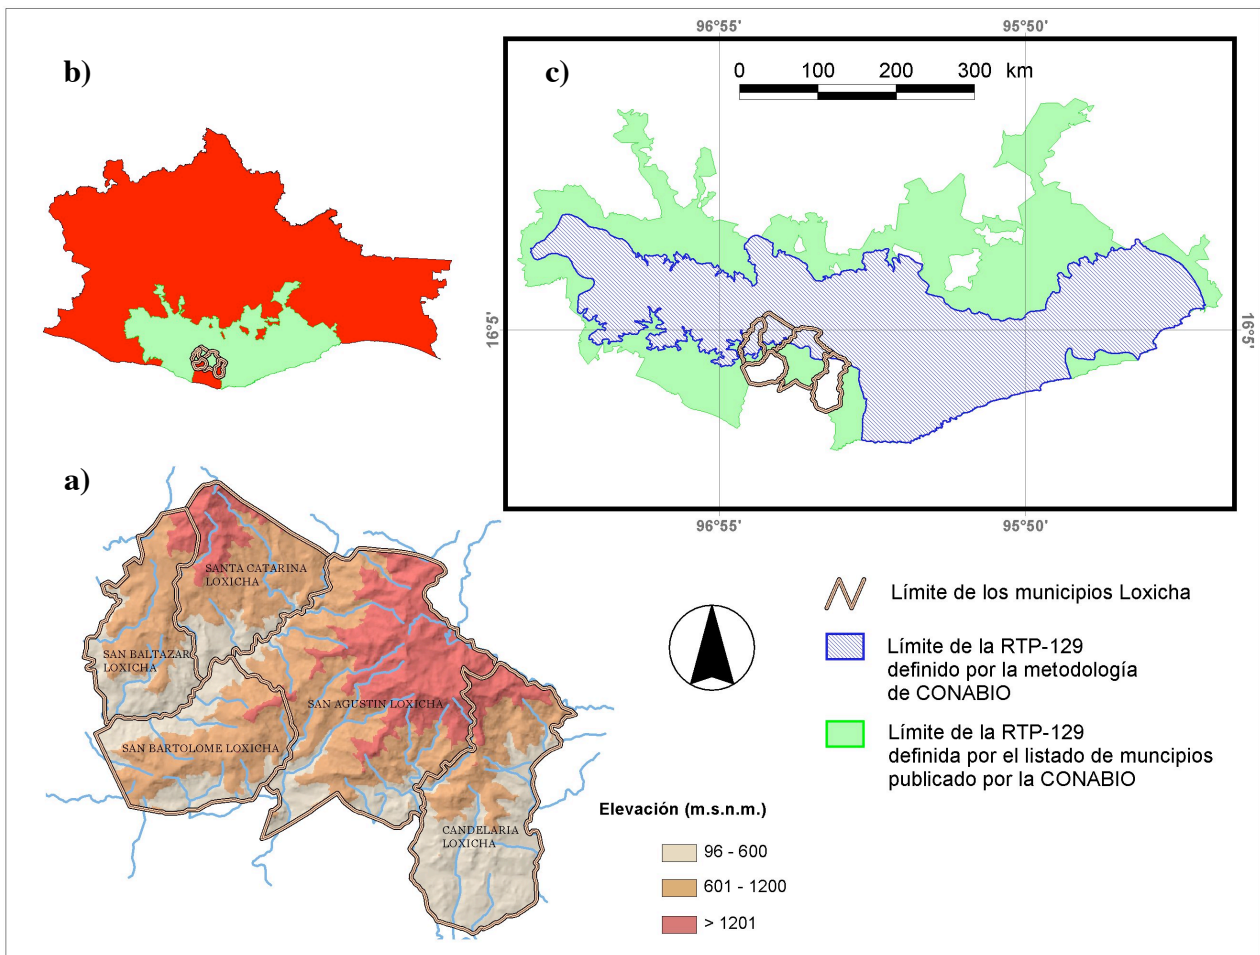 b)
c)
96°55'
95°50'
0 100 200 300 km
16°5'
16°5'
96°55'
95°50'
a)
SANTA CATARINA
LOXICHA
SAN BALTAZAR
LOXICHA
SAN AGUSTIN LOXICHA
SAN BARTOLOME LOXICHA
CANDELARIA
LOXICHA
Límite de los municipios Loxicha
Límite de la RTP-129
definido por la metodología
de CONABIO
Límite de la RTP-129
definida por el listado de muncipios
publicado por la CONABIO
Elevación (m.s.n.m.)
96 - 600
601 - 1200
> 1201